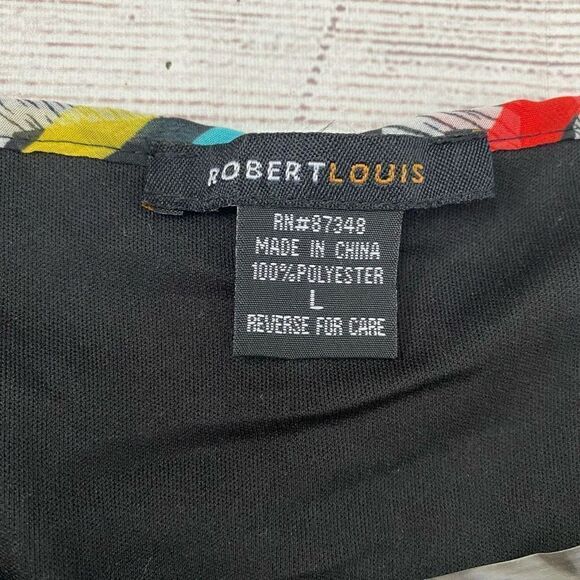 ROBERTLOUIS
RN#87348
MADE IN CHINA
100%POLYESTER
L
REVERSE FOR CARE